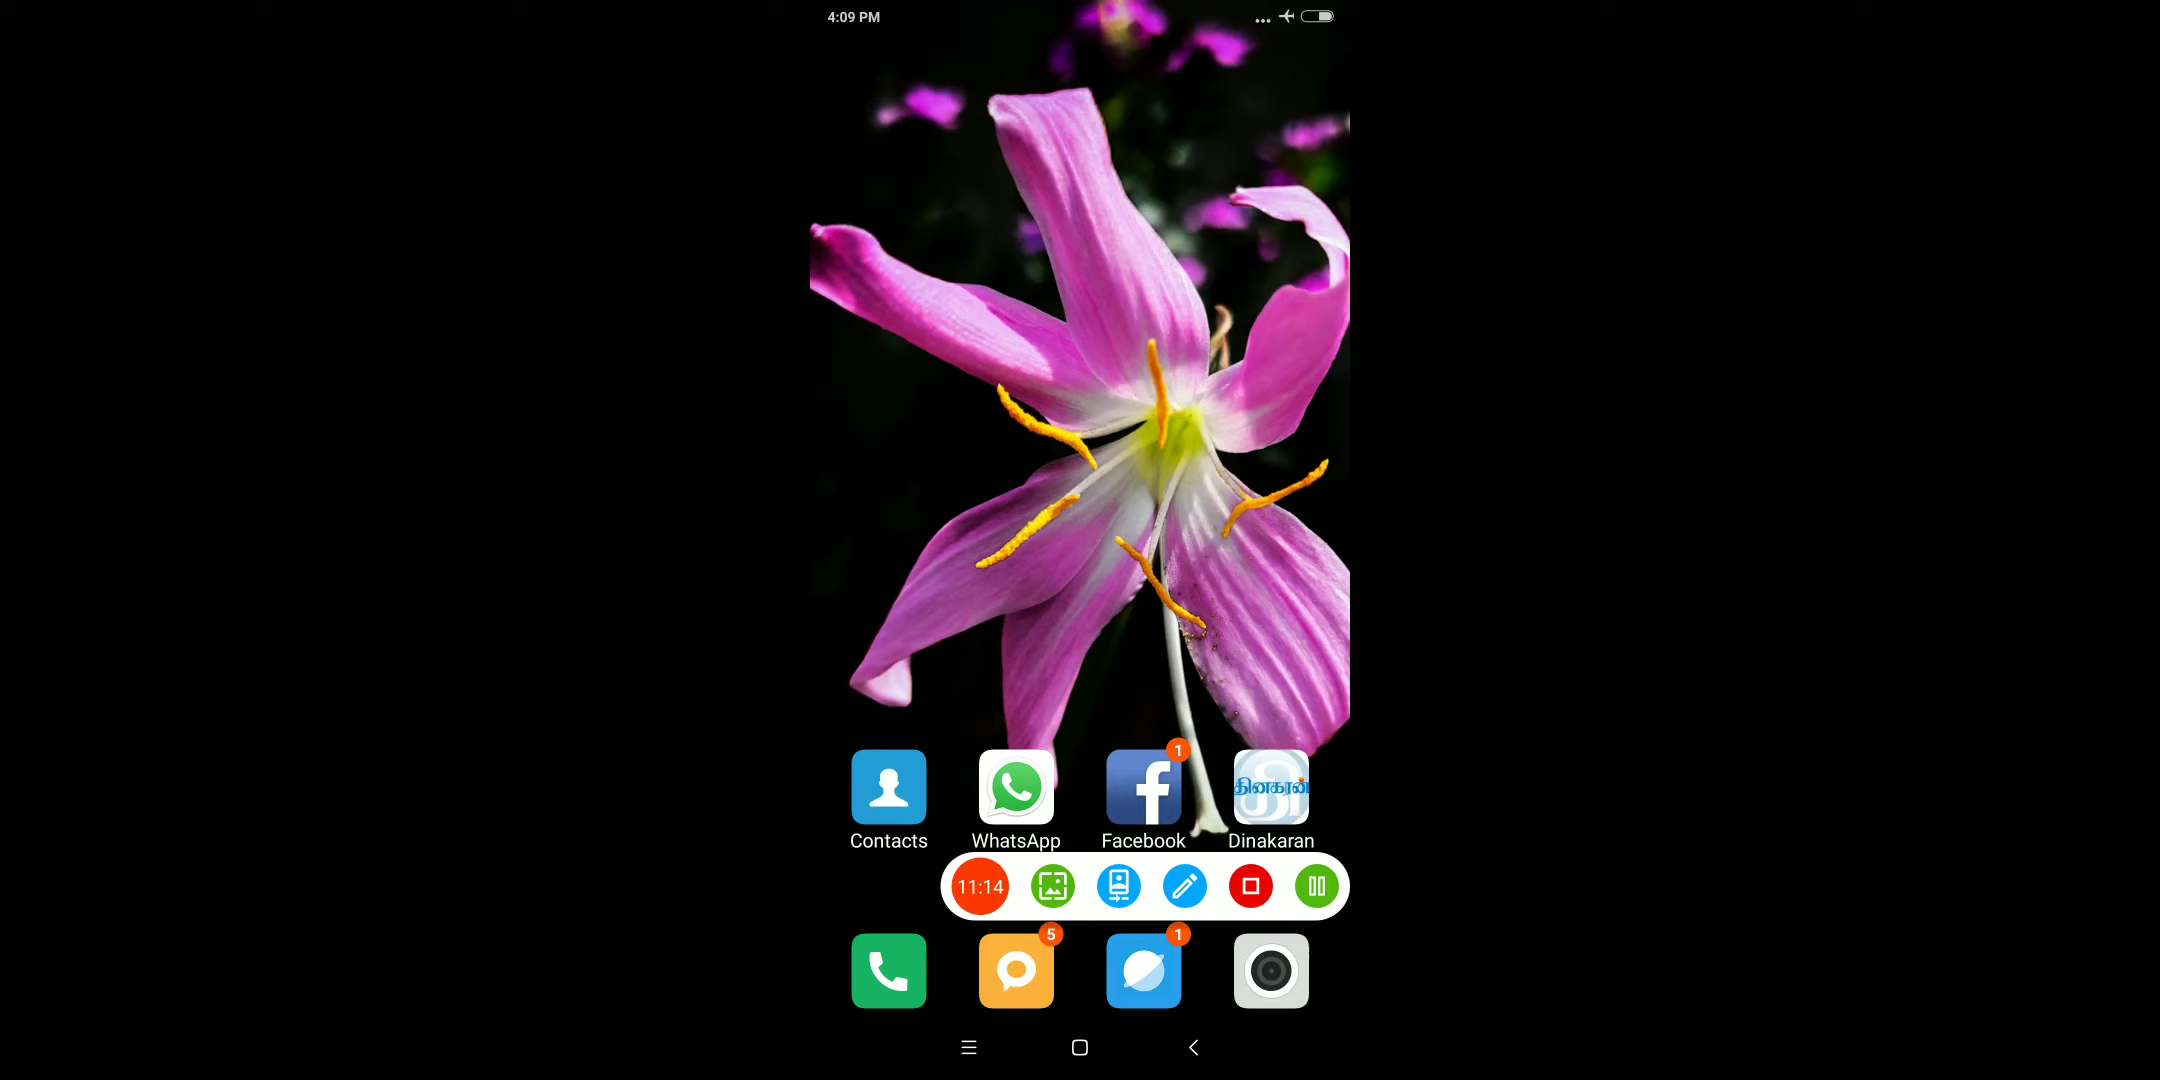 4:09 PM
1
தினகரன்
Contacts WhatsApp Facebook Dinakaran
11:14
5 1